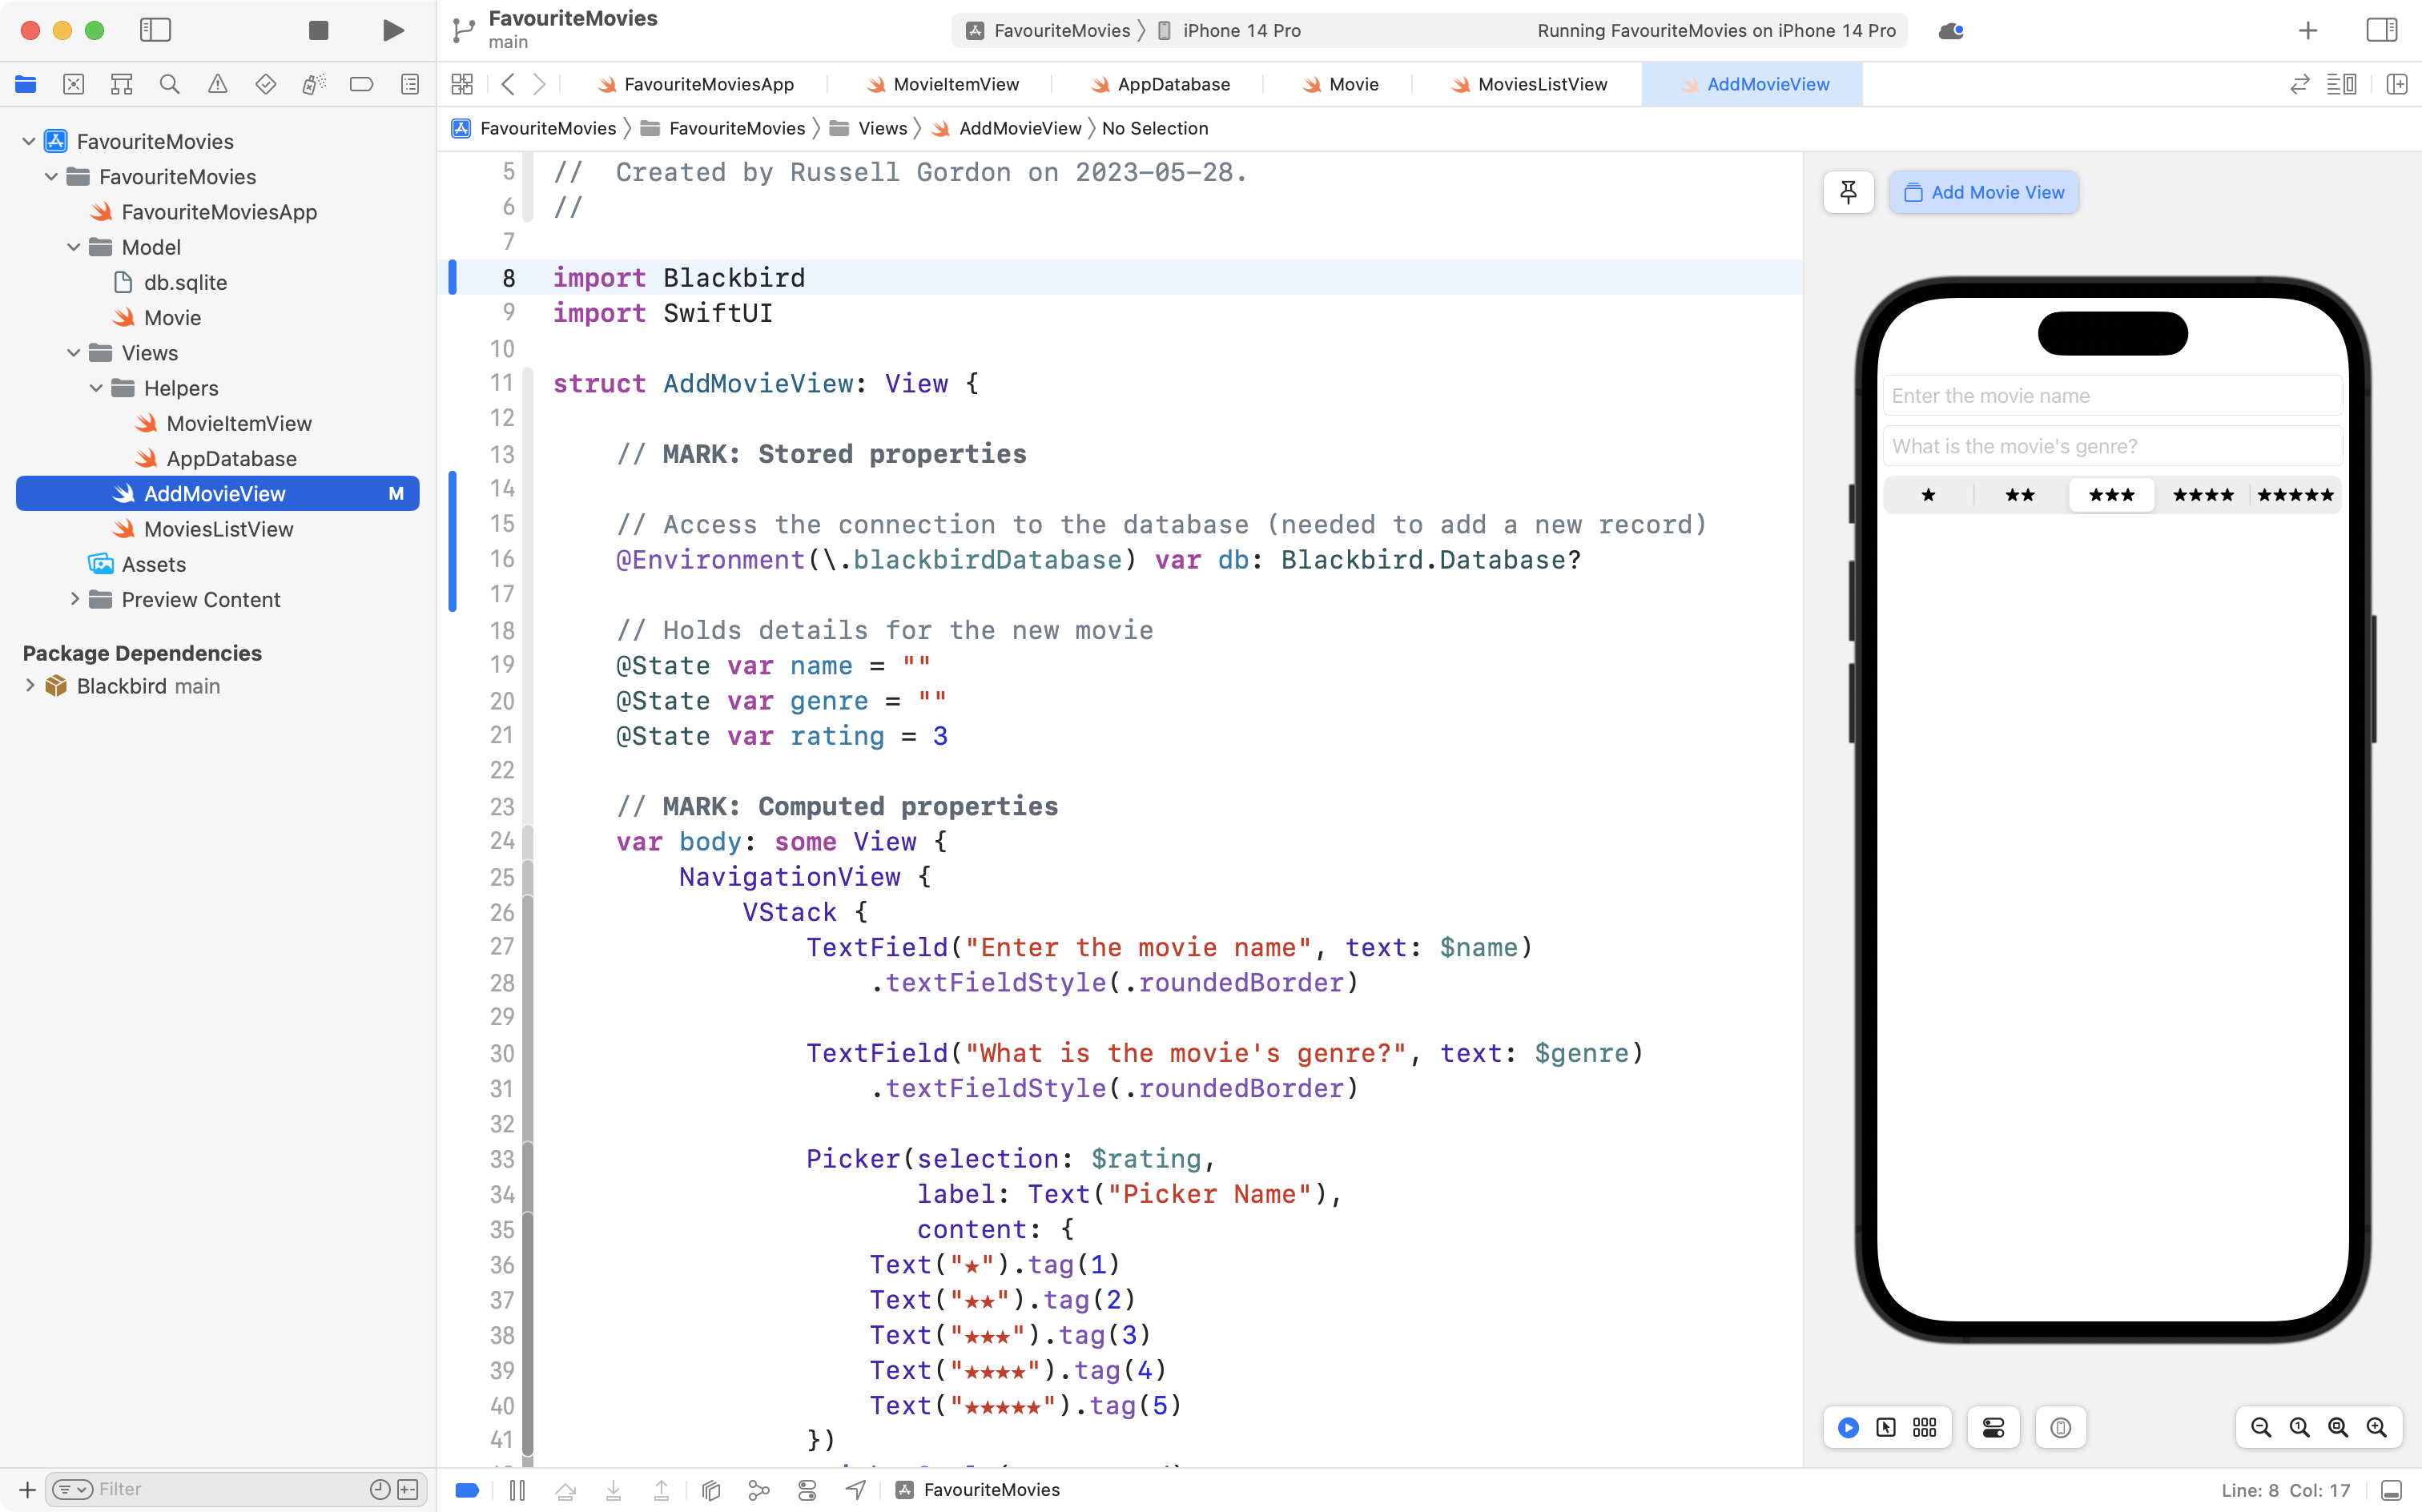 FavouriteMovies
main
FavouriteMovies
iPhone 14 Pro
Running FavouriteMovies on iPhone 14 Pro
FavouriteMoviesApp
MovieItemView
AppDatabase
Movie
MoviesListView
AddMovieView
FavouriteMovies
FavouriteMovies
Views
AddMovieView
No Selection
FavouriteMovies
FavouriteMovies
FavouriteMoviesApp
Model
db.sqlite
Movie
Views
Helpers
MovieItemView
AppDatabase
AddMovieView M
MoviesListView
Assets
Preview Content
Package Dependencies
Blackbird main
Filter
5 //  Created by Russell Gordon on 2023-05-28.
6 //
7
8 import Blackbird
9 import SwiftUI
10
11 struct AddMovieView: View {
12
13     // MARK: Stored properties
14
15     // Access the connection to the database (needed to add a new record)
16     @Environment(\.blackbirdDatabase) var db: Blackbird.Database?
17
18     // Holds details for the new movie
19     @State var name = ""
20     @State var genre = ""
21     @State var rating = 3
22
23     // MARK: Computed properties
24     var body: some View {
25         NavigationView {
26             VStack {
27                 TextField("Enter the movie name", text: $name)
28                     .textFieldStyle(.roundedBorder)
29
30                 TextField("What is the movie's genre?", text: $genre)
31                     .textFieldStyle(.roundedBorder)
32
33                 Picker(selection: $rating,
34                        label: Text("Picker Name"),
35                        content: {
36                     Text("★").tag(1)
37                     Text("★★").tag(2)
38                     Text("★★★").tag(3)
39                     Text("★★★★").tag(4)
40                     Text("★★★★★").tag(5)
41                 })
Add Movie View
Enter the movie name
What is the movie's genre?
★ ★★ ★★★ ★★★★ ★★★★★
FavouriteMovies
Line: 8  Col: 17